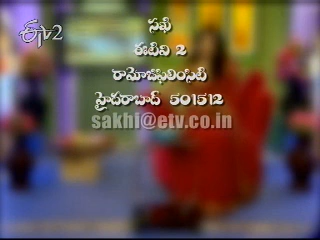 ETV2
సఖి
ఈటీవి 2
రామోజీఫిలింసిటీ
హైదరాబాద్ 501512
sakhi@etv.co.in